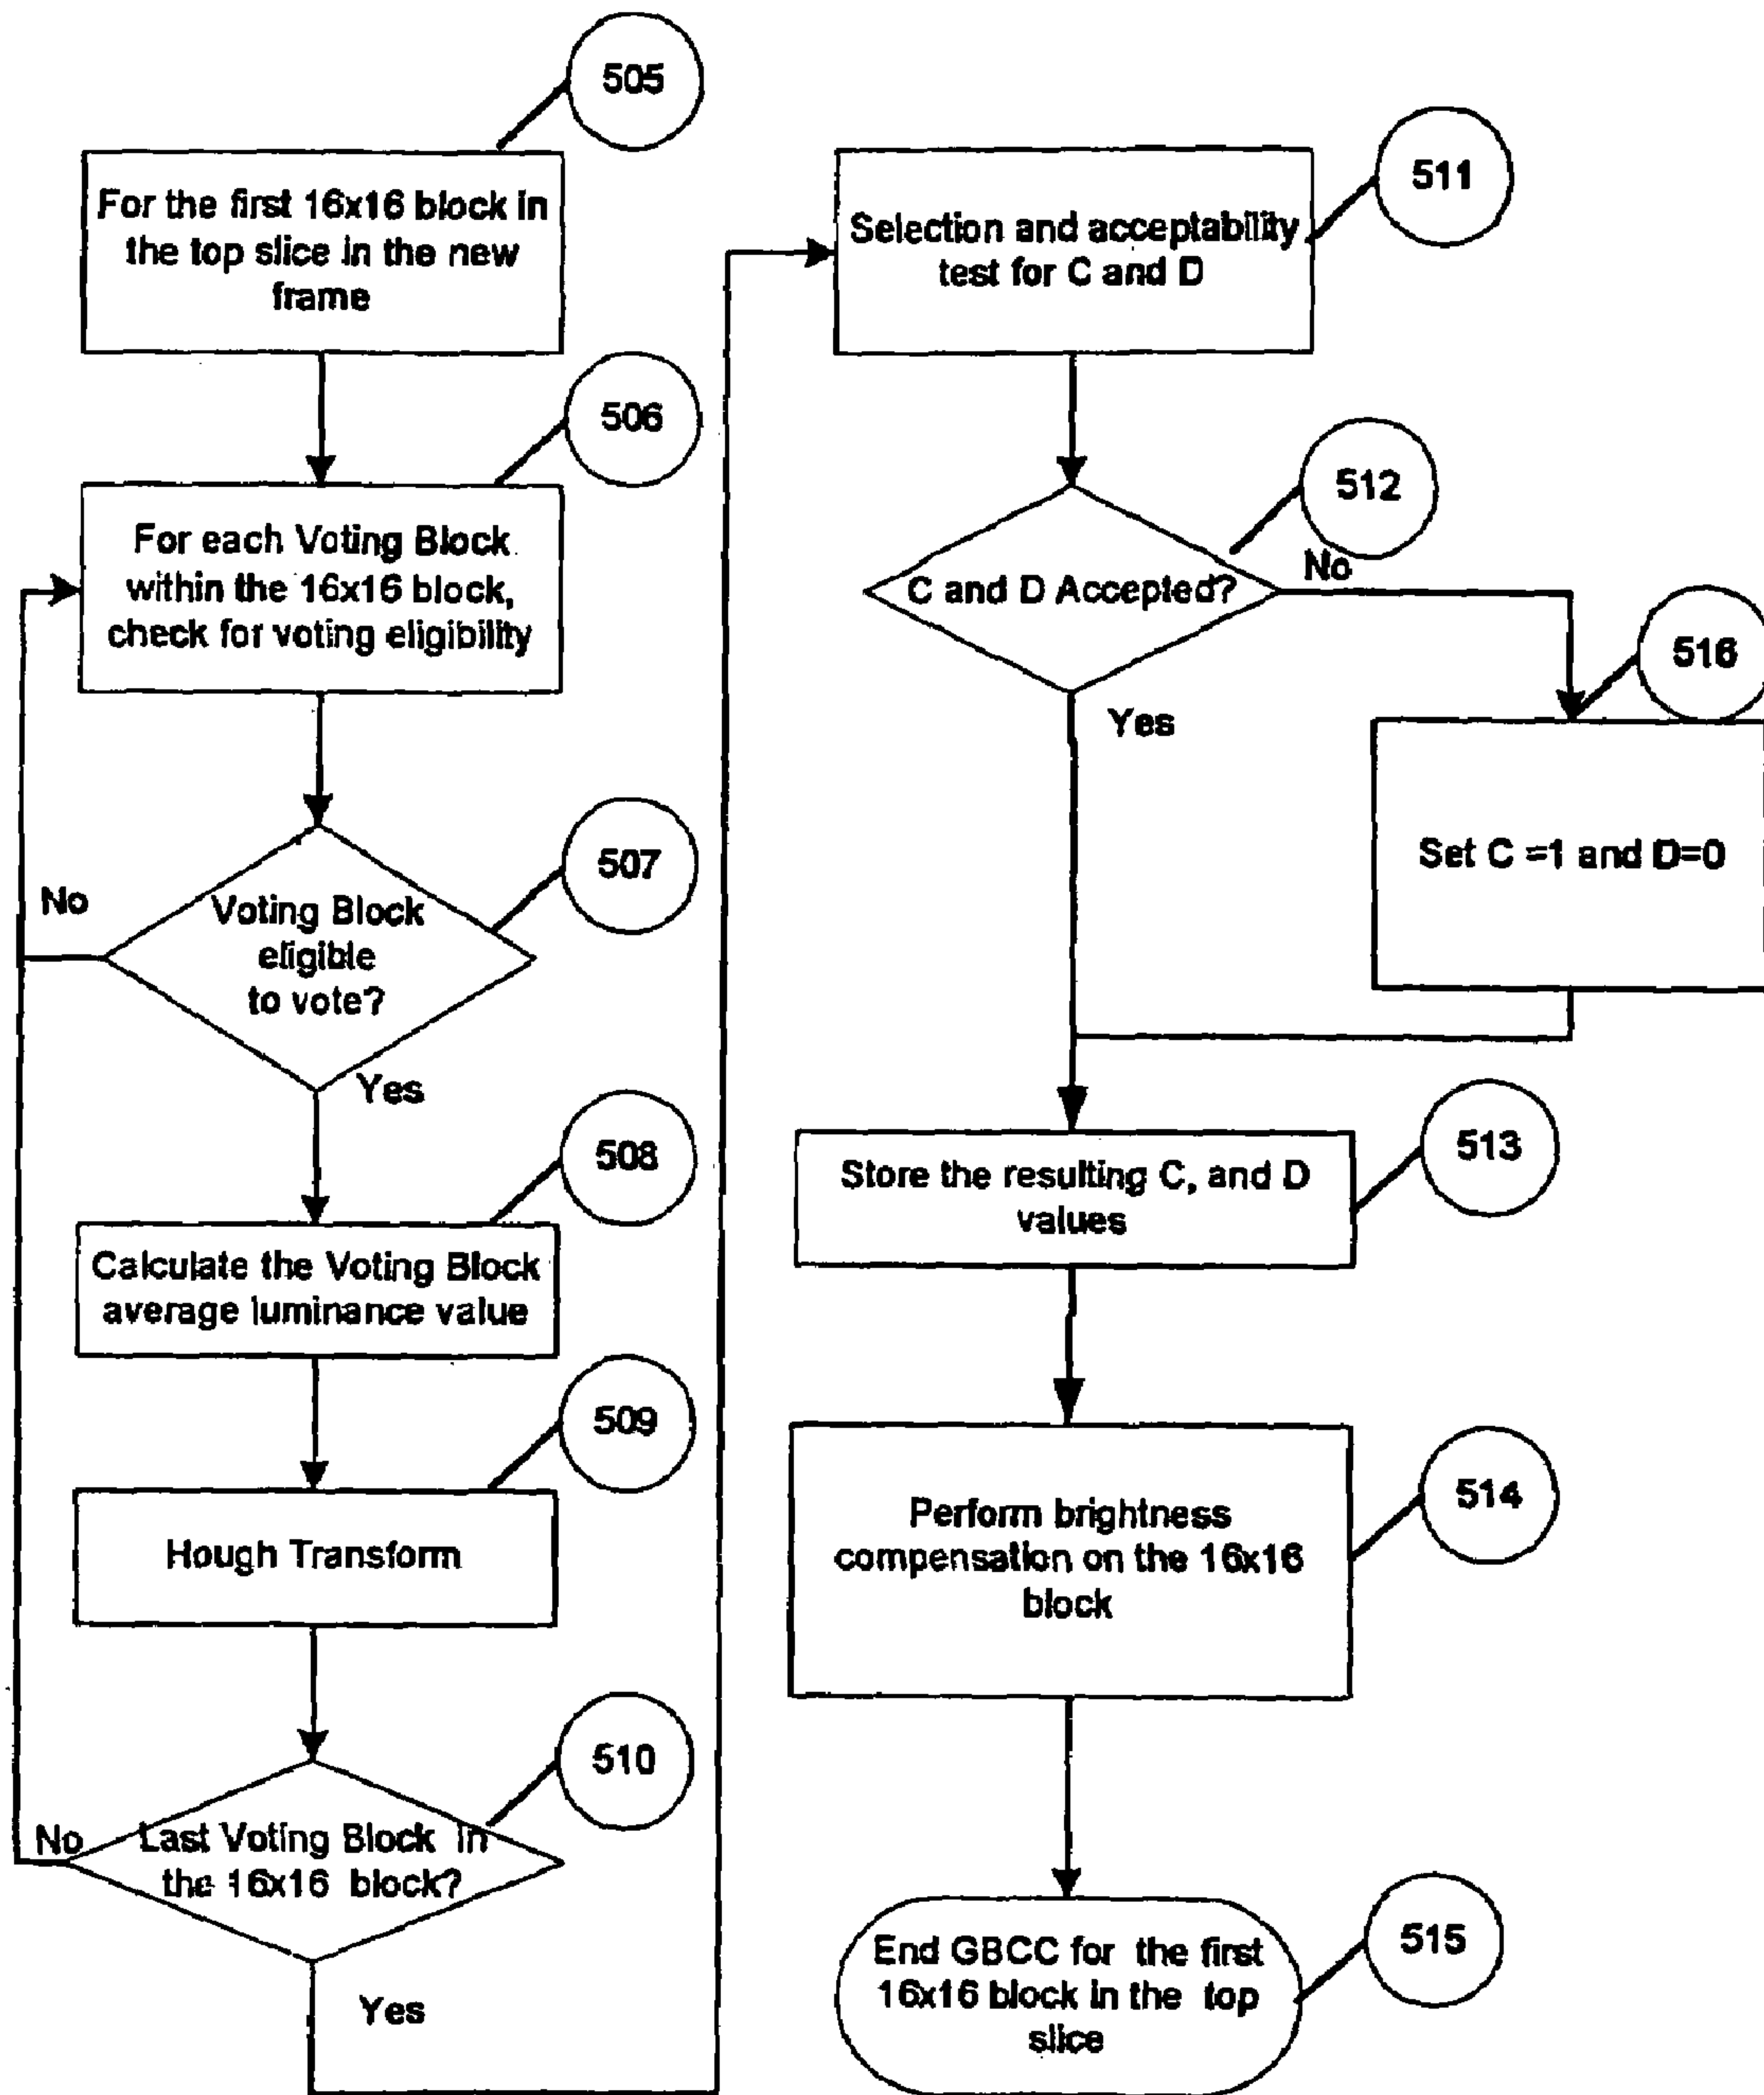 505
For the first 16x16 block in
the top slice in the new
frame
506
For each Voting Block
within the 16x16 block,
check for voting eligibility
507
No
Voting Block
eligible
to vote?
Yes
508
Calculate the Voting Block
average luminance value
509
Hough Transform
510
No
Last Voting Block in
the 16x16 block?
Yes
511
Selection and acceptability
test for C and D
512
No
C and D Accepted?
Yes
516
Set C =1 and D=0
513
Store the resulting C, and D
values
514
Perform brightness
compensation on the 16x16
block
515
End GBCC for the first
16x16 block in the top
slice